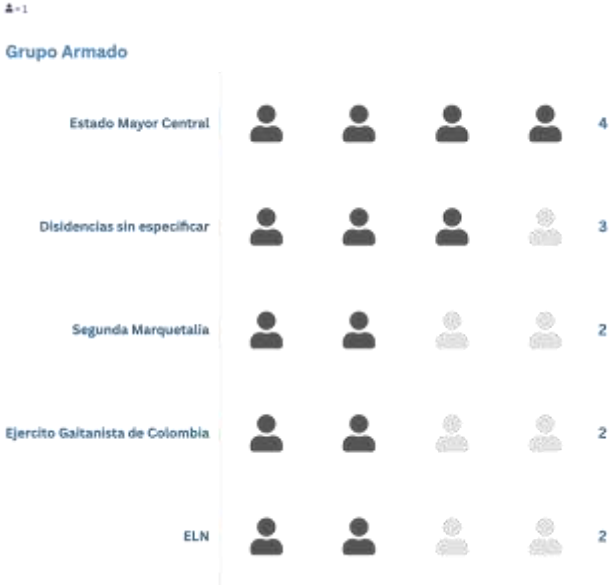 = 1
Grupo Armado
Estado Mayor Central 4
Disidencias sin especificar 3
Segunda Marquetalia 2
Ejercito Gaitanista de Colombia 2
ELN 2